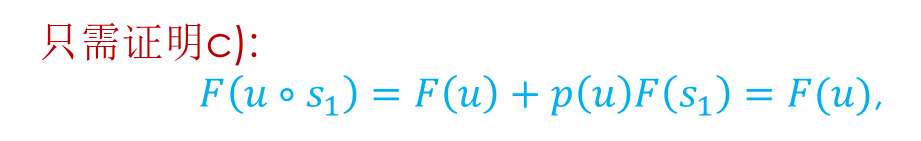 只需证明c):
F(u ∘ s₁) = F(u) + p(u)F(s₁) = F(u),